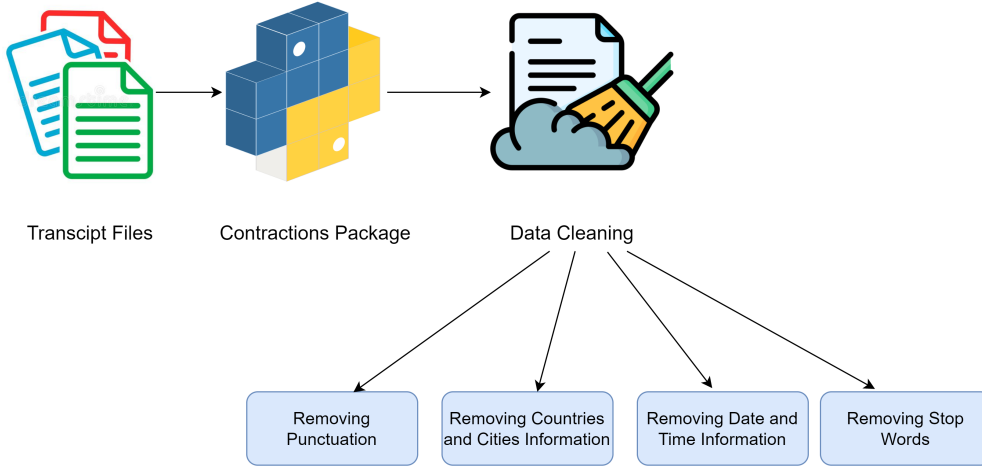 Transcipt Files
Contractions Package
Data Cleaning
Removing
Punctuation
Removing Countries
and Cities Information
Removing Date and
Time Information
Removing Stop
Words